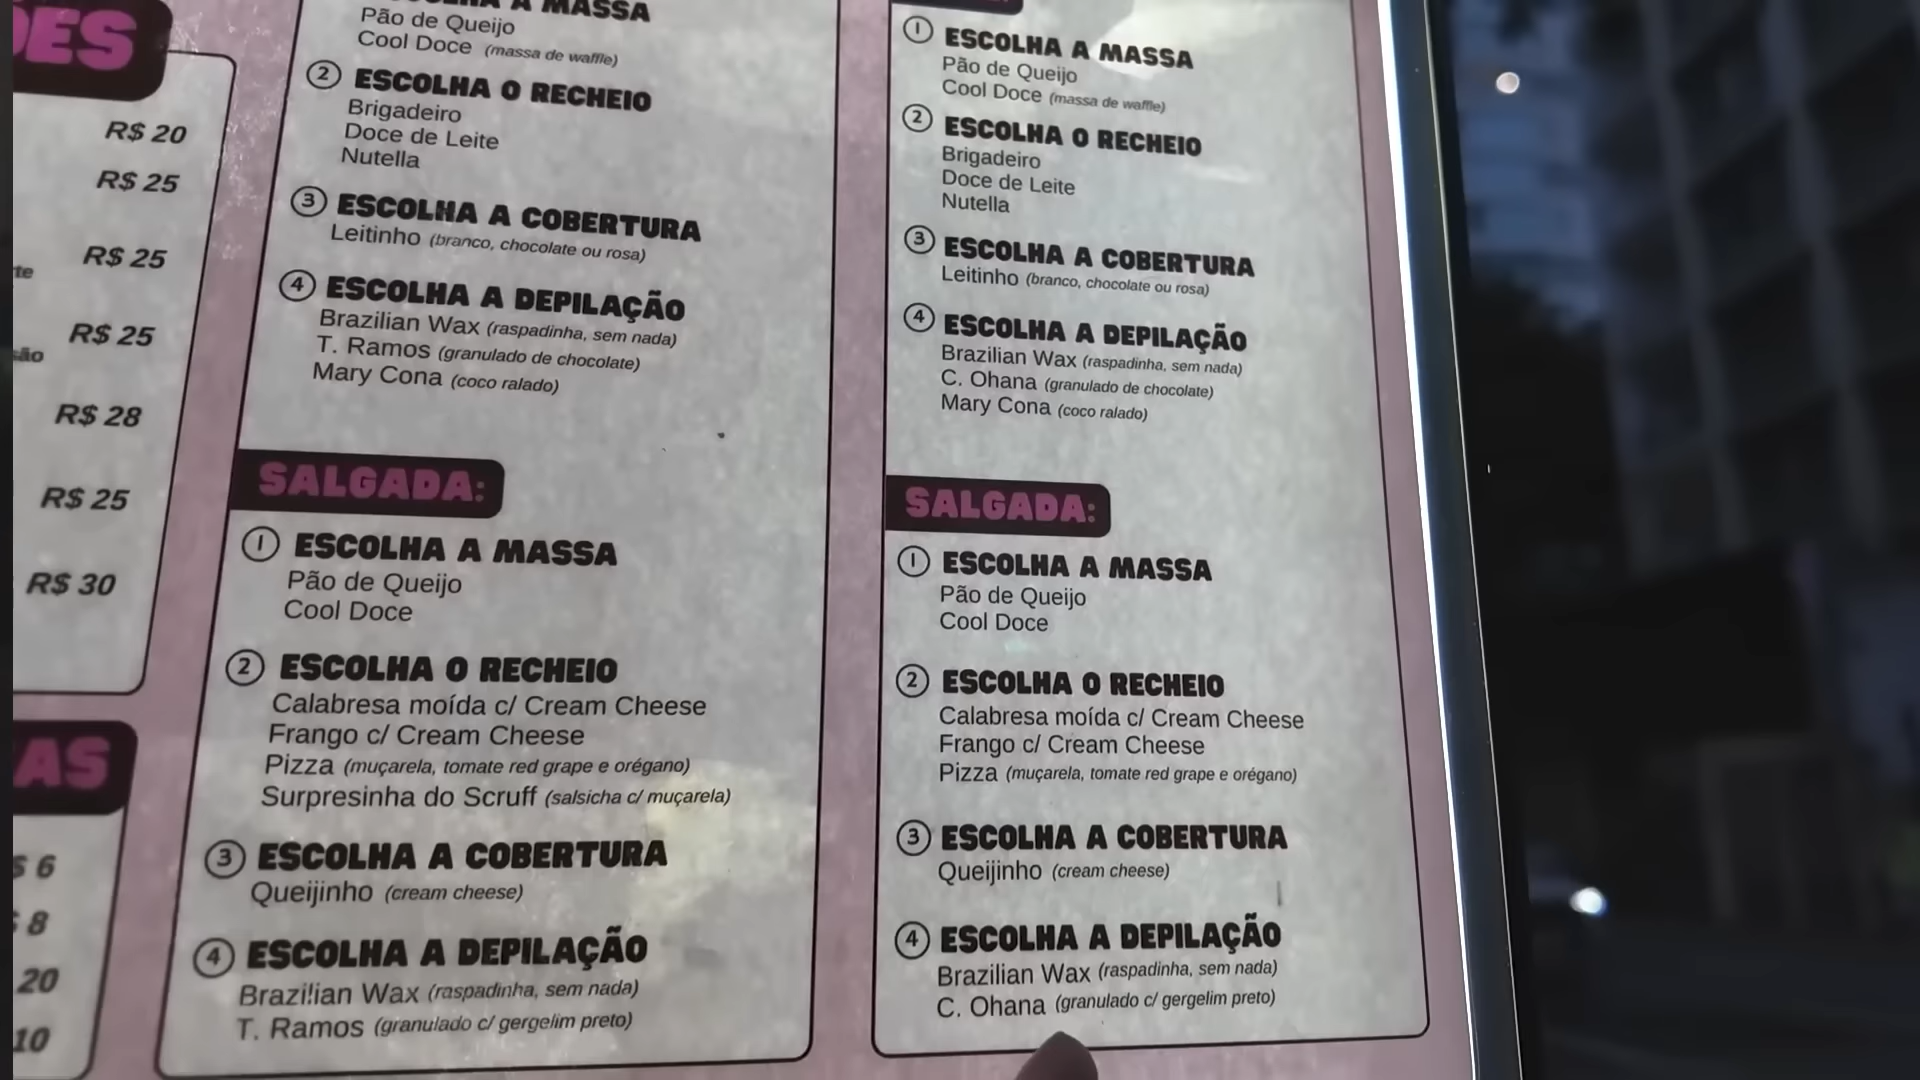 ÕES
R$ 20
R$ 25
R$ 25
R$ 25
R$ 28
R$ 25
R$ 30
AS
$ 6
$ 8
20
10
A MASSA
Pão de Queijo
Cool Doce (massa de waffle)
2 ESCOLHA O RECHEIO
Brigadeiro
Doce de Leite
Nutella
3 ESCOLHA A COBERTURA
Leitinho (branco, chocolate ou rosa)
4 ESCOLHA A DEPILAÇÃO
Brazilian Wax (raspadinha, sem nada)
T. Ramos (granulado de chocolate)
Mary Cona (coco ralado)
SALGADA:
1 ESCOLHA A MASSA
Pão de Queijo
Cool Doce
2 ESCOLHA O RECHEIO
Calabresa moída c/ Cream Cheese
Frango c/ Cream Cheese
Pizza (muçarela, tomate red grape e orégano)
Surpresinha do Scruff (salsicha c/ muçarela)
3 ESCOLHA A COBERTURA
Queijinho (cream cheese)
4 ESCOLHA A DEPILAÇÃO
Brazilian Wax (raspadinha, sem nada)
T. Ramos (granulado c/ gergelim preto)
1 ESCOLHA A MASSA
Pão de Queijo
Cool Doce (massa de waffle)
2 ESCOLHA O RECHEIO
Brigadeiro
Doce de Leite
Nutella
3 ESCOLHA A COBERTURA
Leitinho (branco, chocolate ou rosa)
4 ESCOLHA A DEPILAÇÃO
Brazilian Wax (raspadinha, sem nada)
C. Ohana (granulado de chocolate)
Mary Cona (coco ralado)
SALGADA:
1 ESCOLHA A MASSA
Pão de Queijo
Cool Doce
2 ESCOLHA O RECHEIO
Calabresa moída c/ Cream Cheese
Frango c/ Cream Cheese
Pizza (muçarela, tomate red grape e orégano)
3 ESCOLHA A COBERTURA
Queijinho (cream cheese)
4 ESCOLHA A DEPILAÇÃO
Brazilian Wax (raspadinha, sem nada)
C. Ohana (granulado c/ gergelim preto)